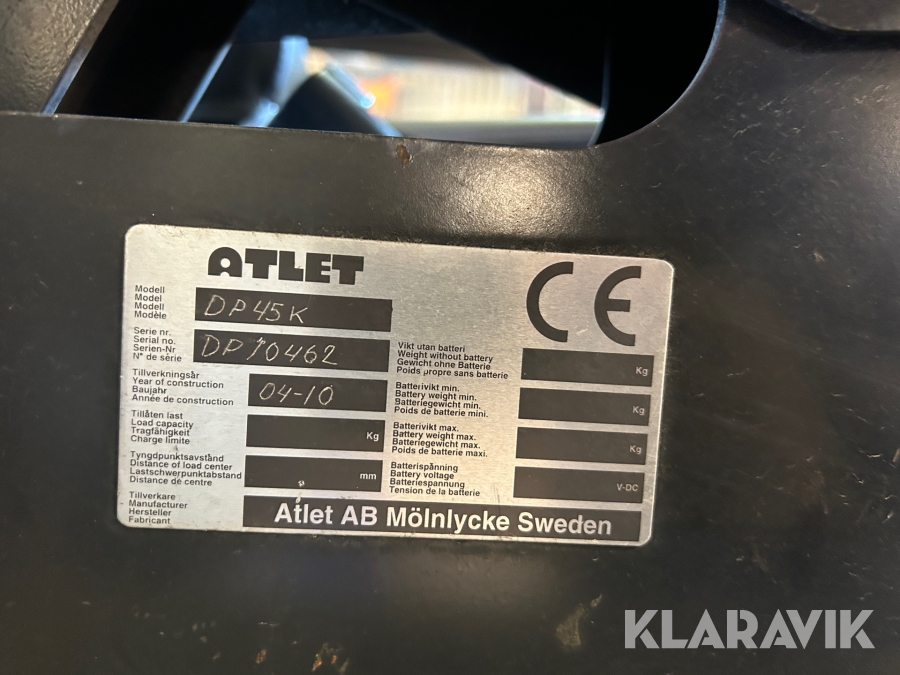 ATLET
CE
Modell
Model
Modell
Modèle
DP45K
Serie nr.
Serial no.
Serien-Nr
N° de série
DP10462
Tillverkningsår
Year of construction
Baujahr
Année de construction
04-10
Tillåten last
Load capacity
Tragfähigkeit
Charge limite
Kg
Tyngdpunktsavstånd
Distance of load center
Lastschwerpunktabstand
Distance de centre
mm
Vikt utan batteri
Weight without battery
Gewicht ohne Batterie
Poids propre sans batterie
Kg
Batterivikt min.
Battery weight min.
Batteriegewicht min.
Poids de batterie mini.
Kg
Batterivikt max.
Battery weight max.
Batteriegewicht max.
Poids de batterie maxi.
Kg
Batterispänning
Battery voltage
Batteriespannung
Tension de la batterie
V-DC
Tillverkare
Manufacturer
Hersteller
Fabricant
Atlet AB Mölnlycke Sweden
KLARAVIK